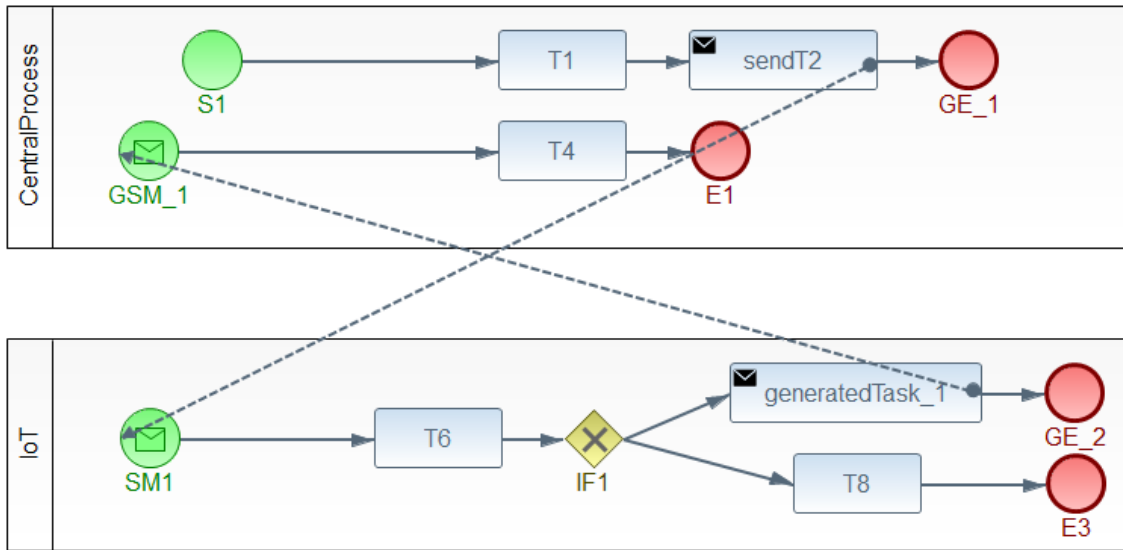 CentralProcess
S1
T1
sendT2
GE_1
GSM_1
T4
E1
IoT
SM1
T6
IF1
generatedTask_1
GE_2
T8
E3